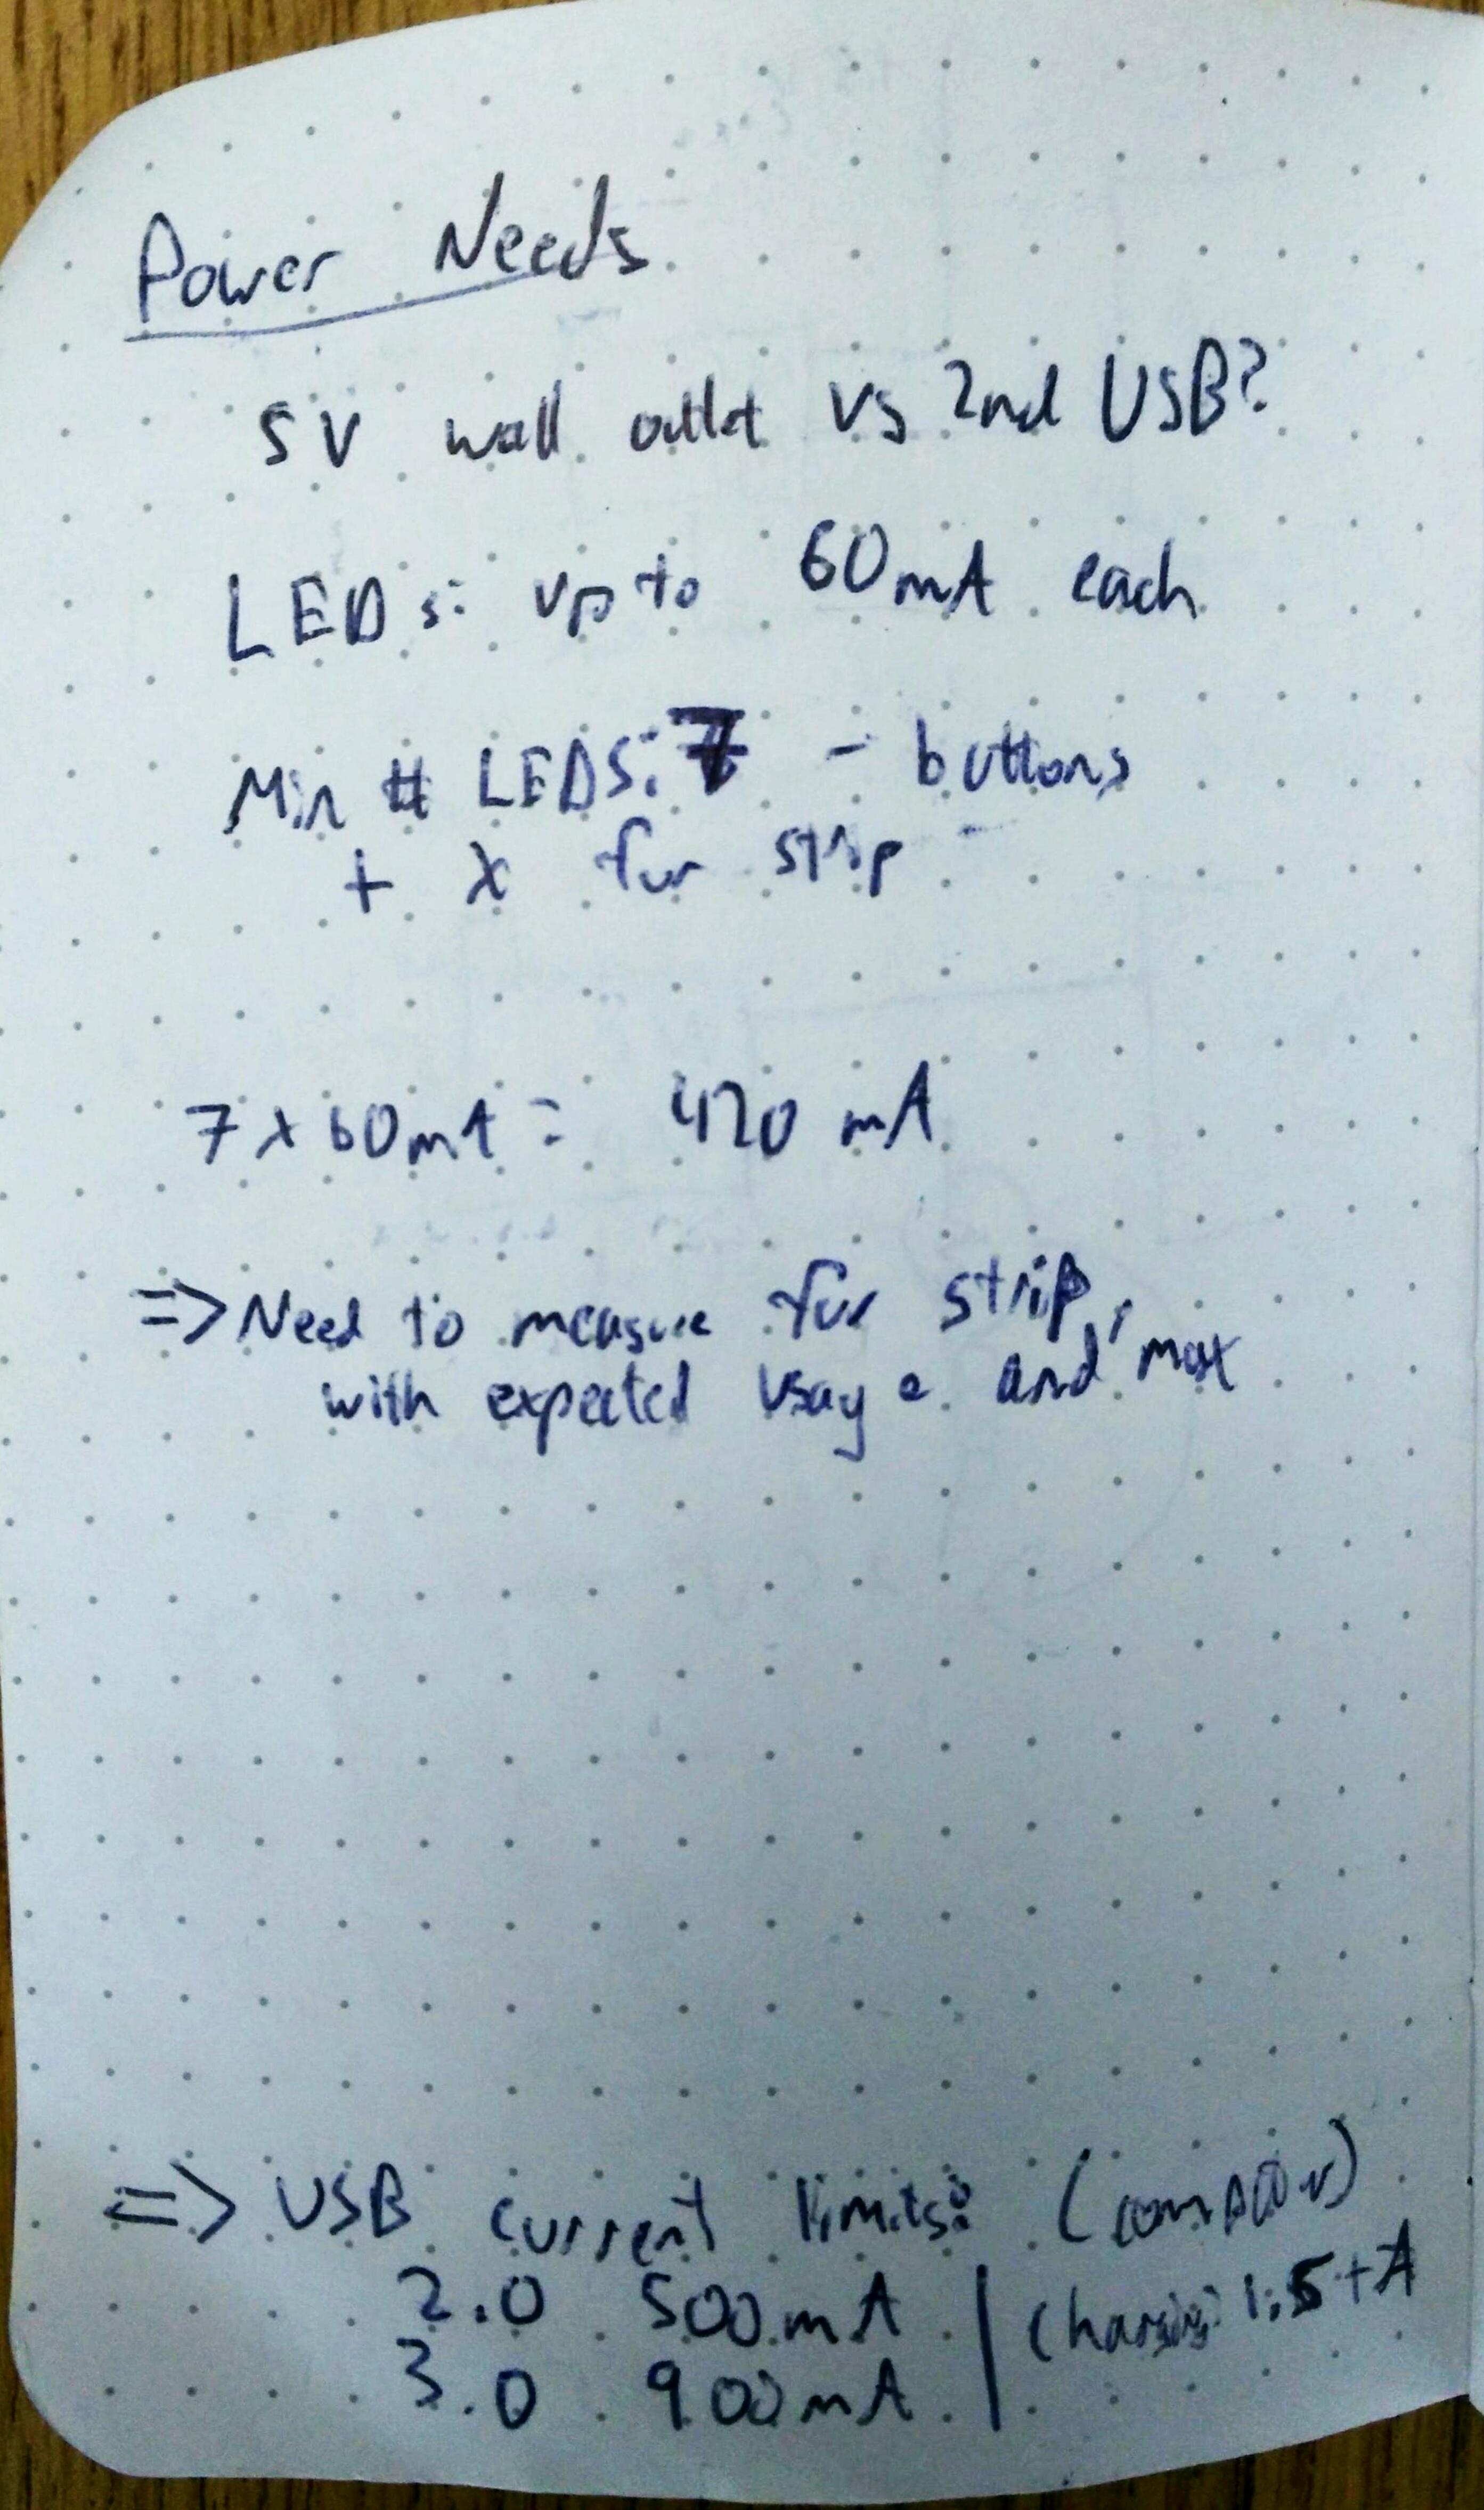 Power Needs
5V wall outlet vs 2nd USB?
LEDs: up to 60mA each
Min # LEDS: 7 - buttons
+ x for strip
7 x 60mA = 420 mA
=> Need to measure for strip,
with expected usage and max
=> USB current limits: (computer)
2.0 500mA | Charging: 1.5+A
3.0 900mA |